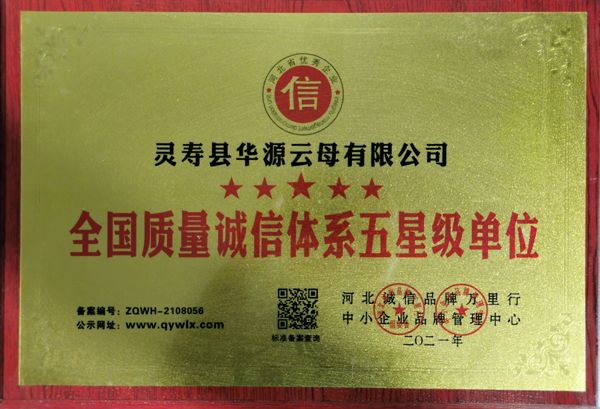 河北省优秀企业
信
灵寿县华源云母有限公司
全国质量诚信体系五星级单位
备案编号：ZQWH-2108056
公示网址：www.qywlx.com
标准备案查询
河北诚信品牌万里行
中小企业品牌管理中心
二〇二一年